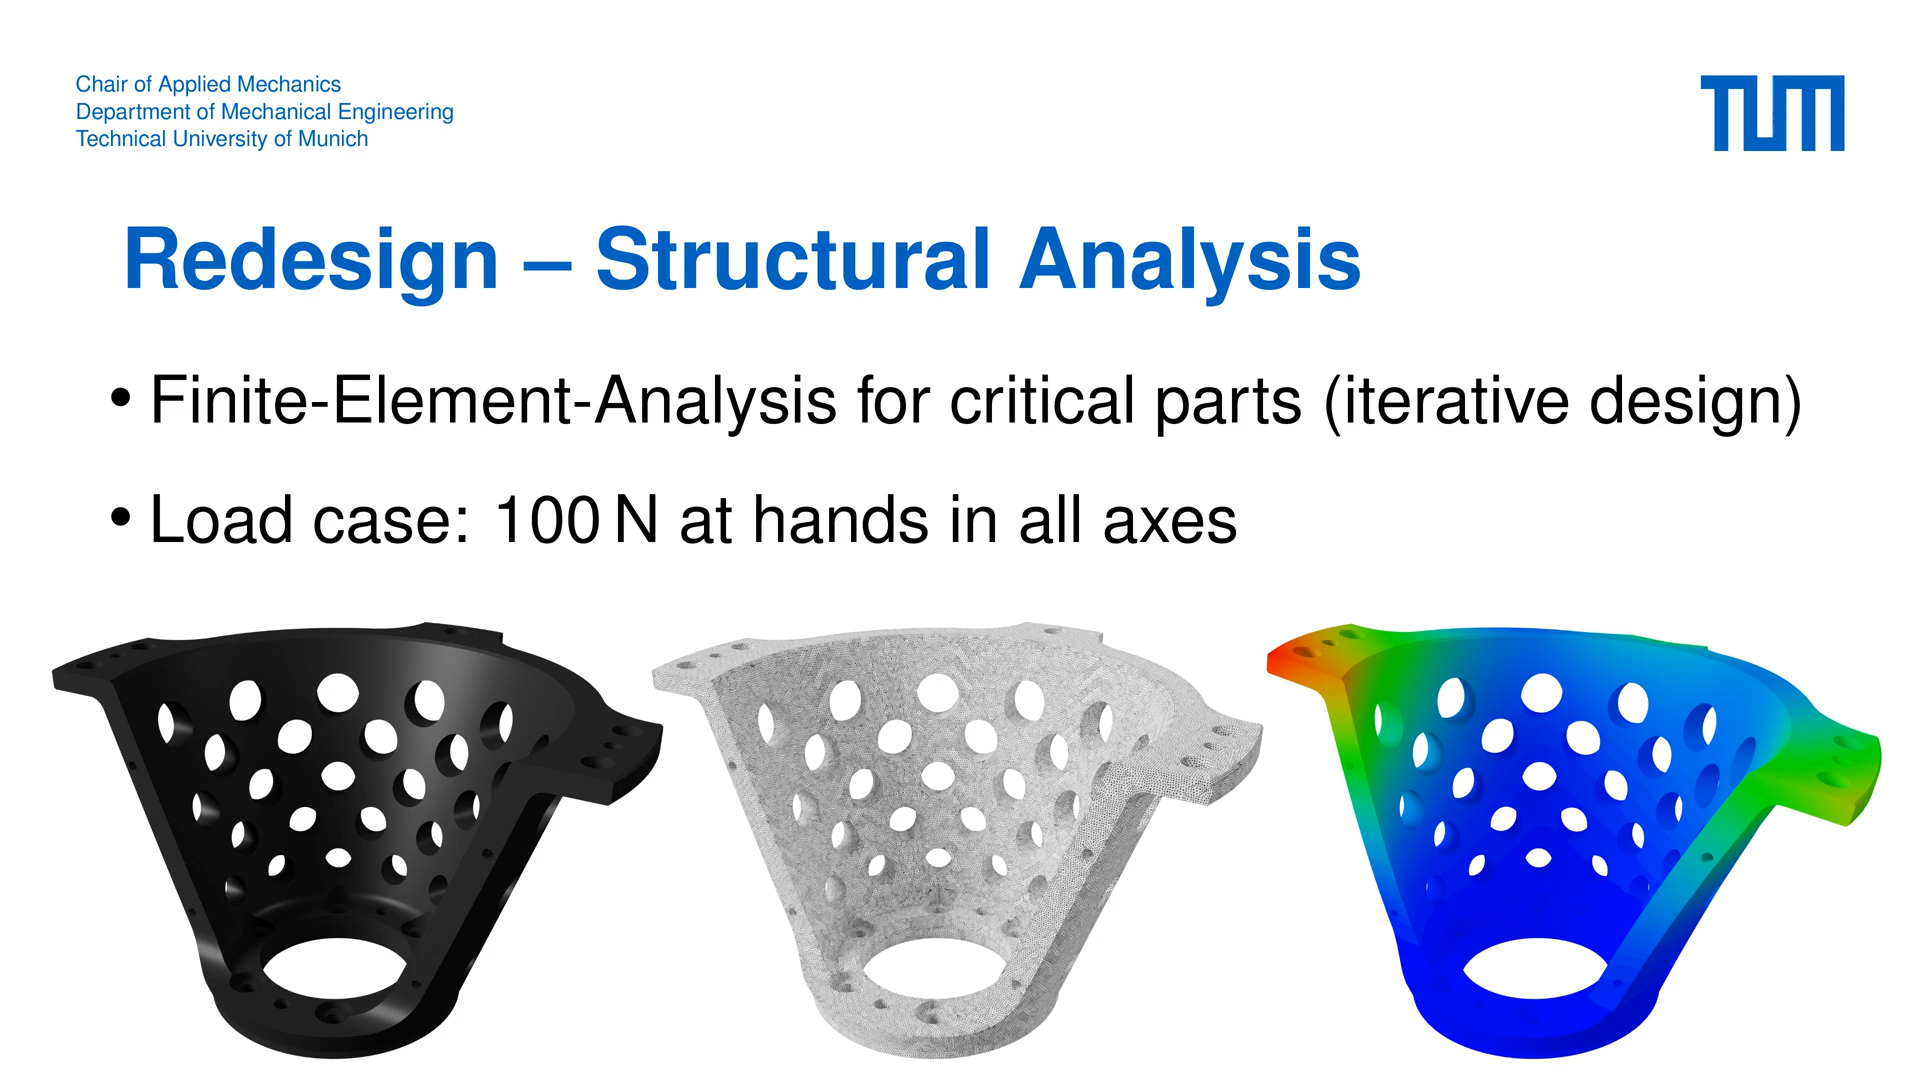 Chair of Applied Mechanics
Department of Mechanical Engineering
Technical University of Munich
TUM
Redesign – Structural Analysis
• Finite-Element-Analysis for critical parts (iterative design)
• Load case: 100 N at hands in all axes